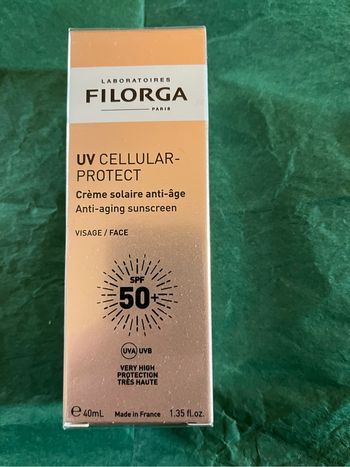 LABORATOIRES
FILORGA
PARIS
UV CELLULAR-
PROTECT
Crème solaire anti-âge
Anti-aging sunscreen
VISAGE / FACE
SPF
50+
UVA UVB
VERY HIGH
PROTECTION
TRÈS HAUTE
℮ 40mL Made in France 1.35 fl.oz.